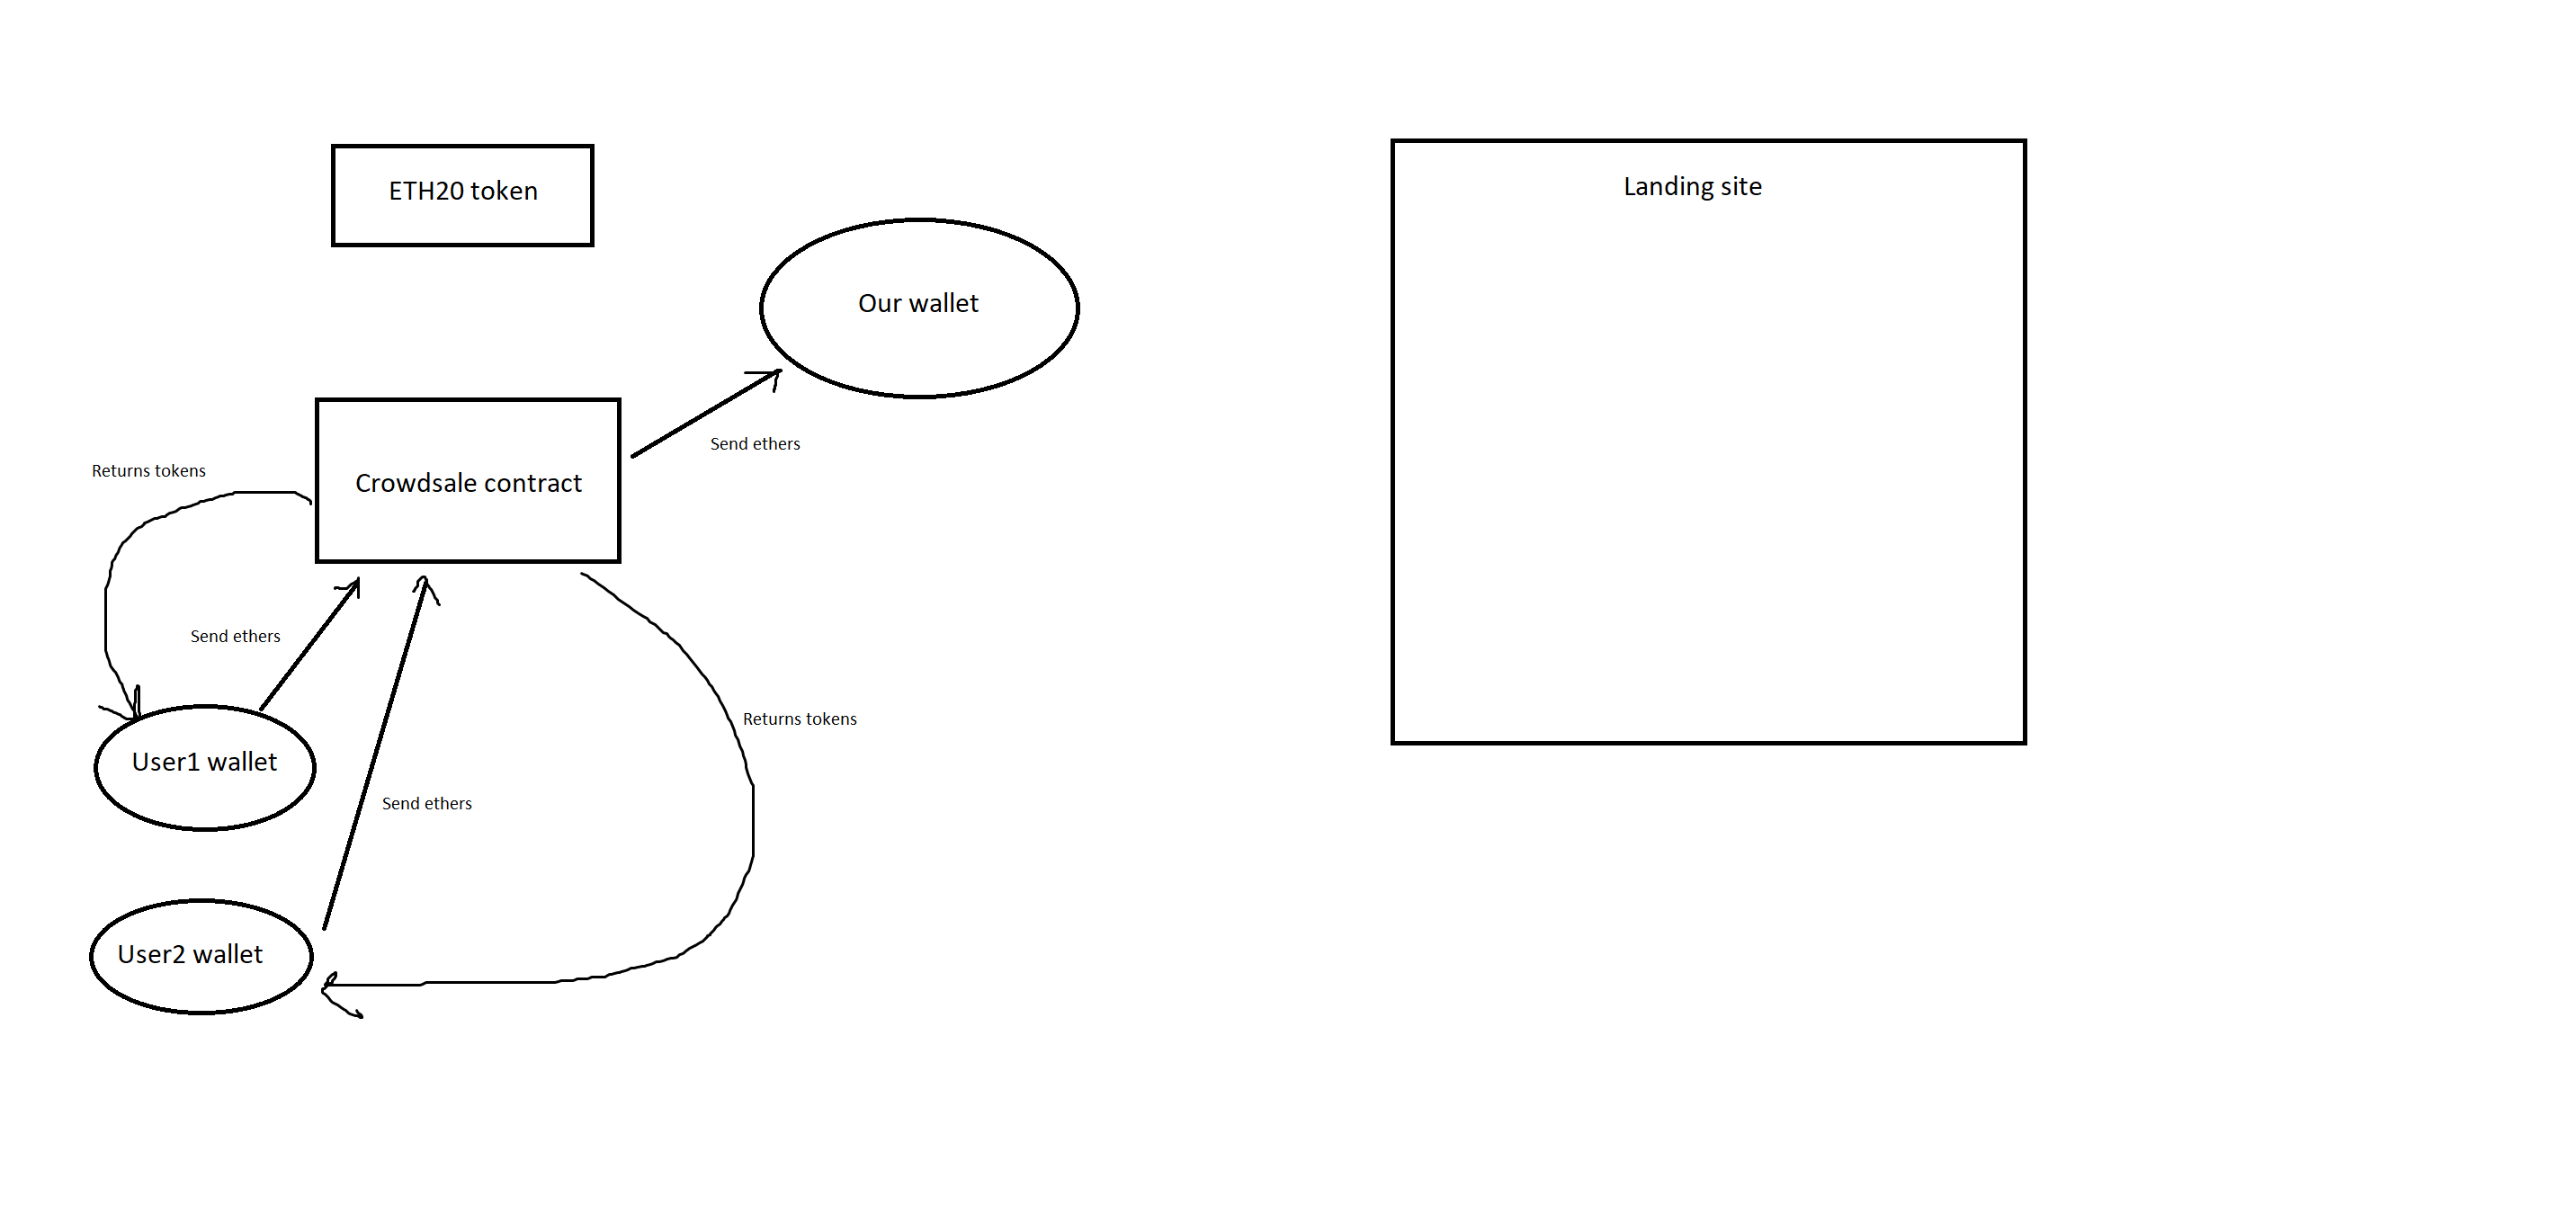 ETH20 token
Landing site
Our wallet
Send ethers
Returns tokens
Crowdsale contract
Send ethers
Returns tokens
User1 wallet
Send ethers
User2 wallet